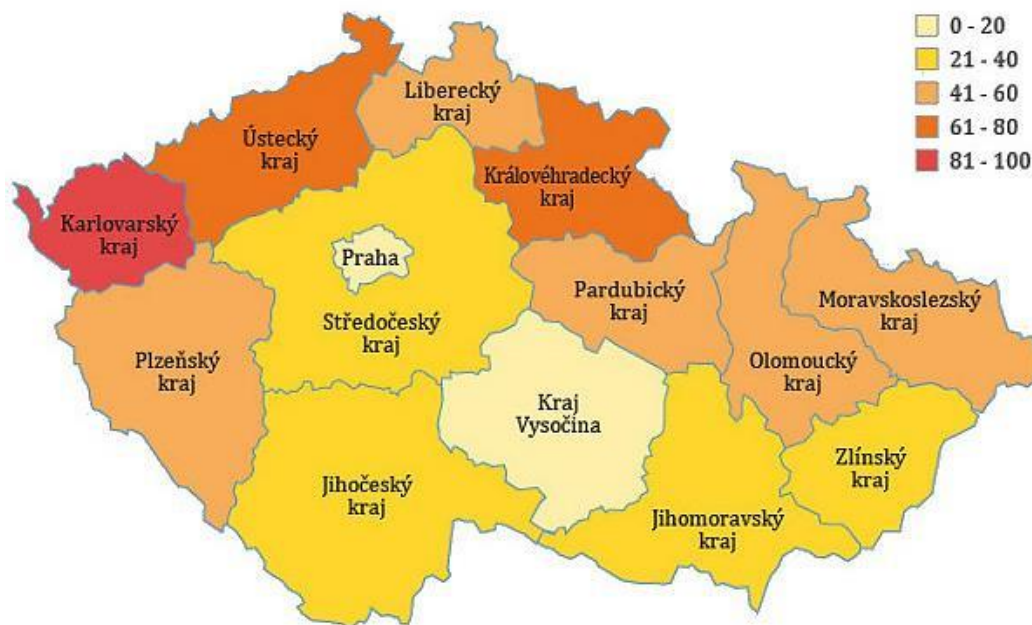 0 - 20
21 - 40
41 - 60
61 - 80
81 - 100
Liberecký
kraj
Ústecký
kraj
Královéhradecký
kraj
Karlovarský
kraj
Praha
Středočeský
kraj
Pardubický
kraj
Moravskoslezský
kraj
Plzeňský
kraj
Olomoucký
kraj
Kraj
Vysočina
Zlínský
kraj
Jihočeský
kraj
Jihomoravský
kraj